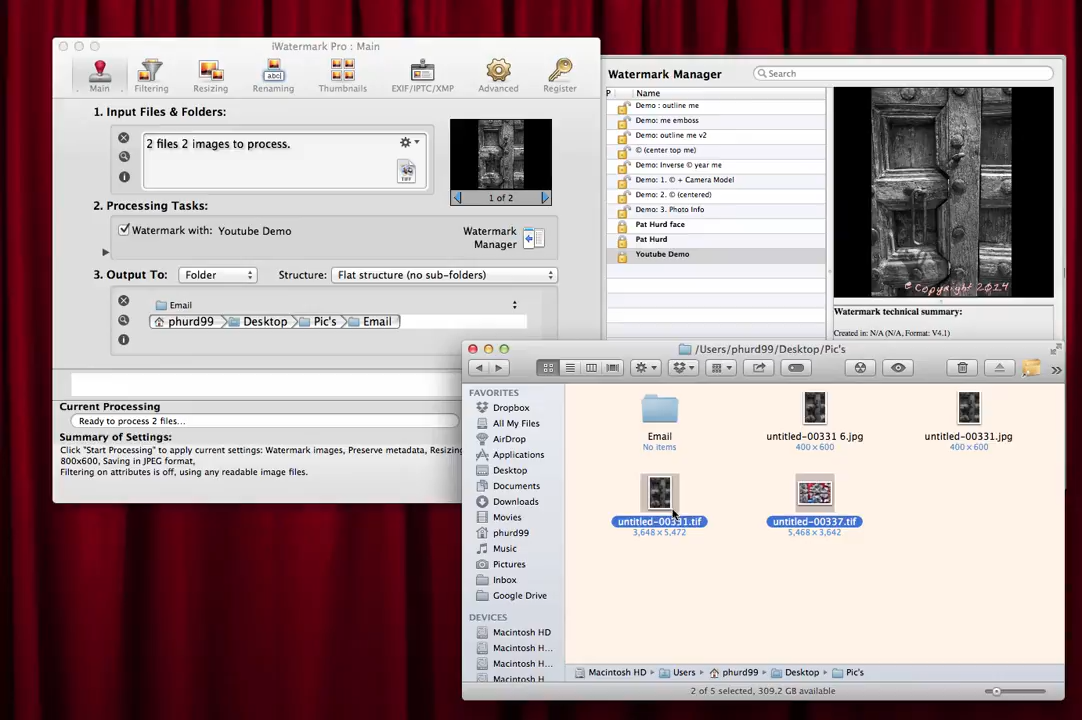 iWatermark Pro : Main
Main
Filtering
Resizing
Renaming
Thumbnails
EXIF/IPTC/XMP
Advanced
Register
1. Input Files & Folders:
2 files 2 images to process.
TIFF
1 of 2
2. Processing Tasks:
Watermark with: Youtube Demo
Watermark
Manager
3. Output To:
Folder
Structure:
Flat structure (no sub-folders)
Email
phurd99
Desktop
Pic's
Email
Current Processing
Ready to process 2 files...
Summary of Settings:
Click "Start Processing" to apply current settings: Watermark images, Preserve metadata, Resizing
800x600, Saving in JPEG format,
Filtering on attributes is off, using any readable image files.
Watermark Manager
Search
P
Name
Demo : outline me
Demo: me emboss
Demo: outline me v2
© (center top me)
Demo: Inverse © year me
Demo: 1. © + Camera Model
Demo: 2. © (centered)
Demo: 3. Photo Info
Pat Hurd face
Pat Hurd
Youtube Demo
© Copyright 2014
Watermark technical summary:
Created in: N/A (N/A, Format: V4.1)
/Users/phurd99/Desktop/Pic's
FAVORITES
Dropbox
All My Files
AirDrop
Applications
Desktop
Documents
Downloads
Movies
phurd99
Music
Pictures
Inbox
Google Drive
DEVICES
Macintosh HD
Macintosh H...
Macintosh H...
Macintosh H
Email
No items
untitled-00331 6.jpg
400 × 600
untitled-00331.jpg
400 × 600
untitled-00331.tif
3,648 × 5,472
untitled-00337.tif
5,468 × 3,642
Macintosh HD
Users
phurd99
Desktop
Pic's
2 of 5 selected, 309.2 GB available